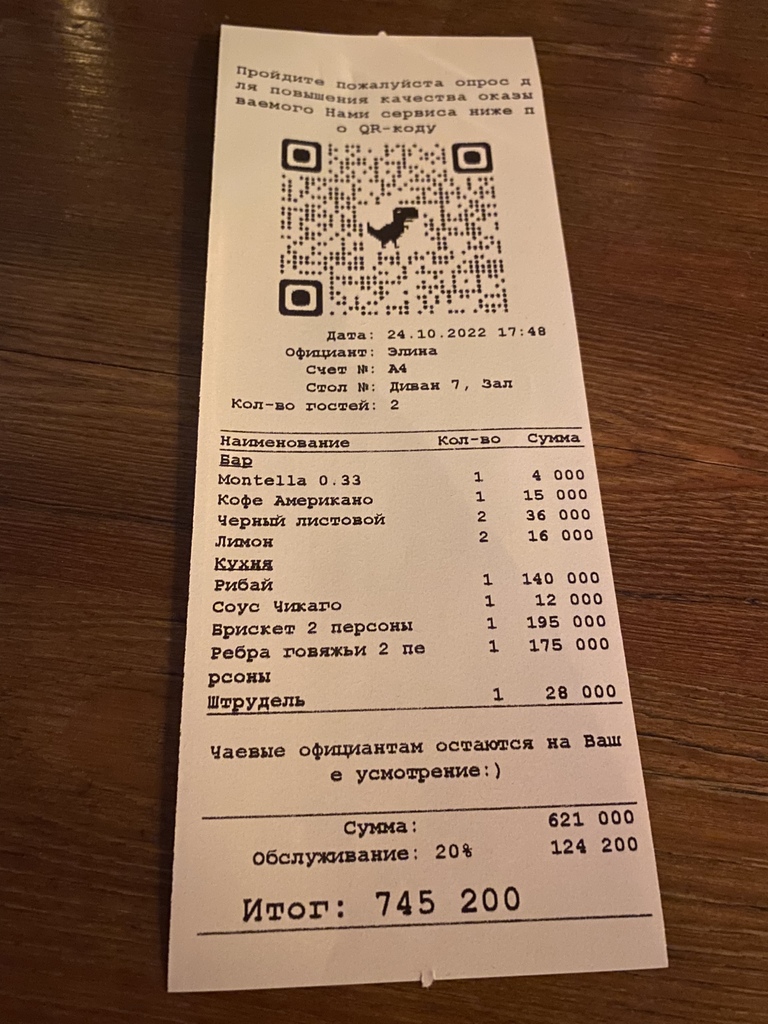 Пройдите пожалуйста опрос д
ля повышения качества оказы
ваемого Нами сервиса ниже п
о QR-коду
Дата: 24.10.2022 17:48
Официант: Элина
Счет №: А4
Стол №: Диван 7, Зал
Кол-во гостей: 2
Наименование Кол-во Сумма
Бар
Montella 0.33 1 4 000
Кофе Американо 1 15 000
Черный листовой 2 36 000
Лимон 2 16 000
Кухня
Рибай 1 140 000
Соус Чикаго 1 12 000
Брискет 2 персоны 1 195 000
Ребра говяжьи 2 пе 1 175 000
рсоны
Штрудель 1 28 000
Чаевые официантам остаются на Ваш
е усмотрение:)
Сумма: 621 000
Обслуживание: 20% 124 200
Итог: 745 200